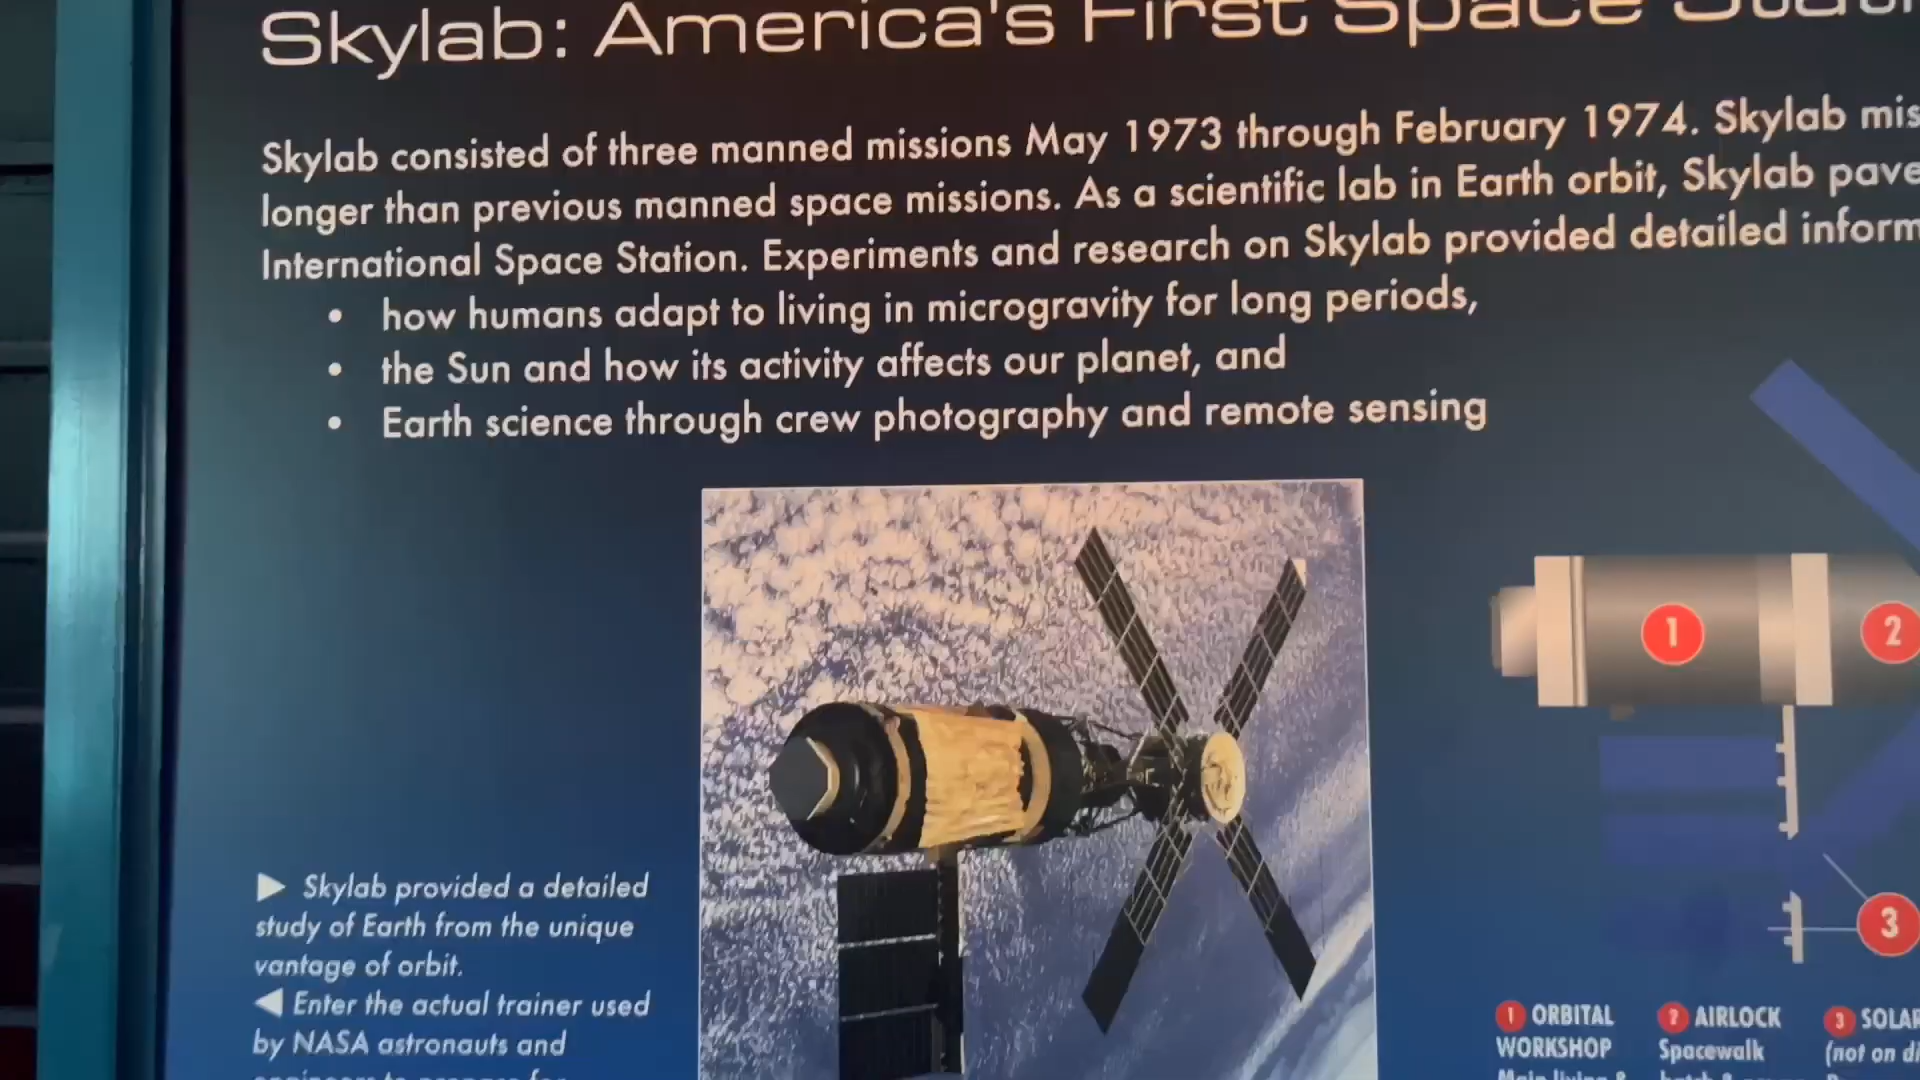 Skylab: America's First Space
Skylab consisted of three manned missions May 1973 through February 1974. Skylab
longer than previous manned space missions. As a scientific lab in Earth orbit, Skylab
International Space Station. Experiments and research on Skylab provided detailed
• how humans adapt to living in microgravity for long periods,
• the Sun and how its activity affects our planet, and
• Earth science through crew photography and remote sensing
1
2
3
▶ Skylab provided a detailed
study of Earth from the unique
vantage of orbit.
◀ Enter the actual trainer used
by NASA astronauts and
1 ORBITAL
WORKSHOP
2 AIRLOCK
Spacewalk
3 SOLAR
(not on